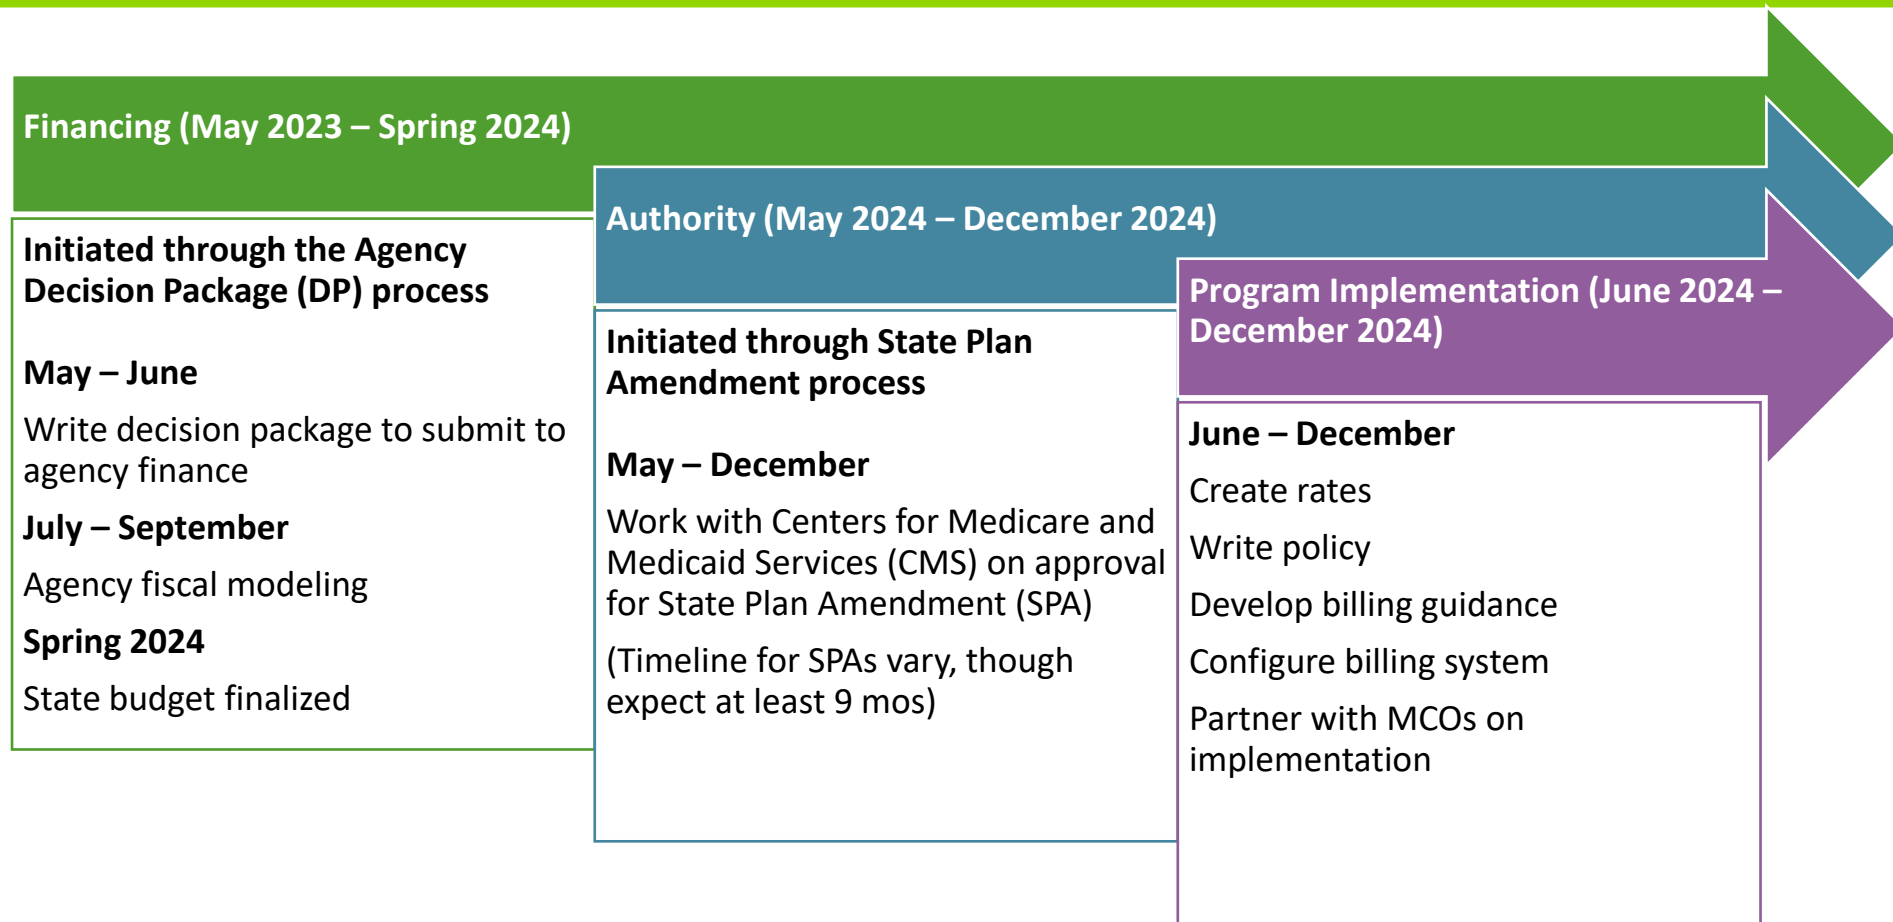 Financing (May 2023 – Spring 2024)
Initiated through the Agency
Decision Package (DP) process
May – June
Write decision package to submit to
agency finance
July – September
Agency fiscal modeling
Spring 2024
State budget finalized
Authority (May 2024 – December 2024)
Initiated through State Plan
Amendment process
May – December
Work with Centers for Medicare and
Medicaid Services (CMS) on approval
for State Plan Amendment (SPA)
(Timeline for SPAs vary, though
expect at least 9 mos)
Program Implementation (June 2024 –
December 2024)
June – December
Create rates
Write policy
Develop billing guidance
Configure billing system
Partner with MCOs on
implementation